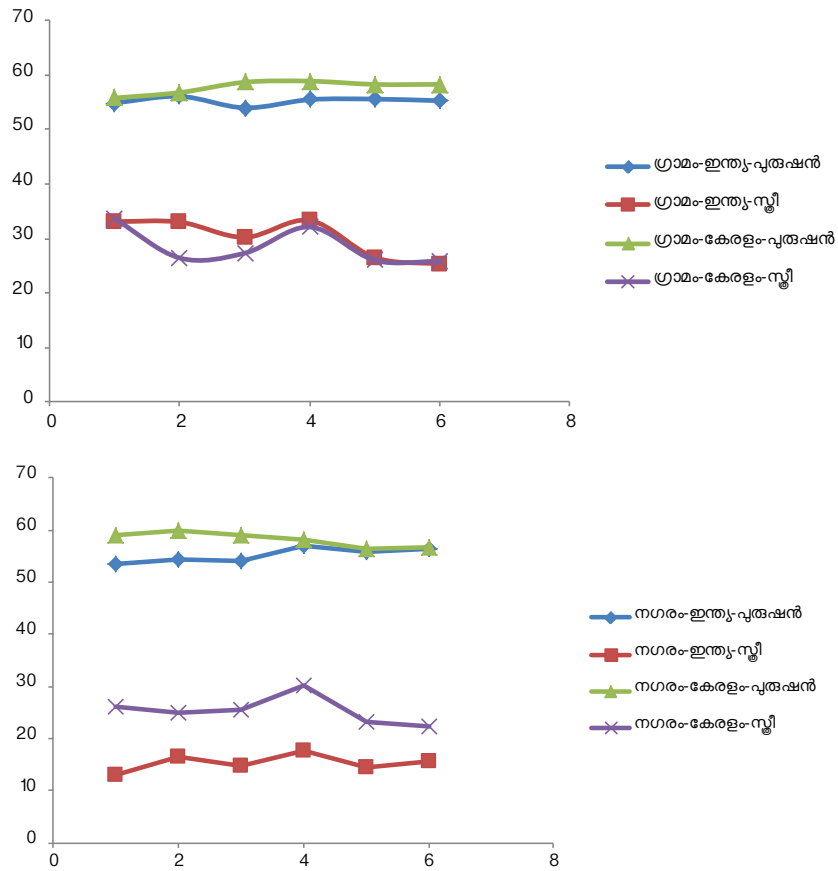 70
60
50
40
30
20
10
0
0 2 4 6 8
ഗ്രാമം-ഇന്ത്യ-പുരുഷൻ
ഗ്രാമം-ഇന്ത്യ-സ്ത്രീ
ഗ്രാമം-കേരളം-പുരുഷൻ
ഗ്രാമം-കേരളം-സ്ത്രീ
70
60
50
40
30
20
10
0
0 2 4 6 8
നഗരം-ഇന്ത്യ-പുരുഷൻ
നഗരം-ഇന്ത്യ-സ്ത്രീ
നഗരം-കേരളം-പുരുഷൻ
നഗരം-കേരളം-സ്ത്രീ